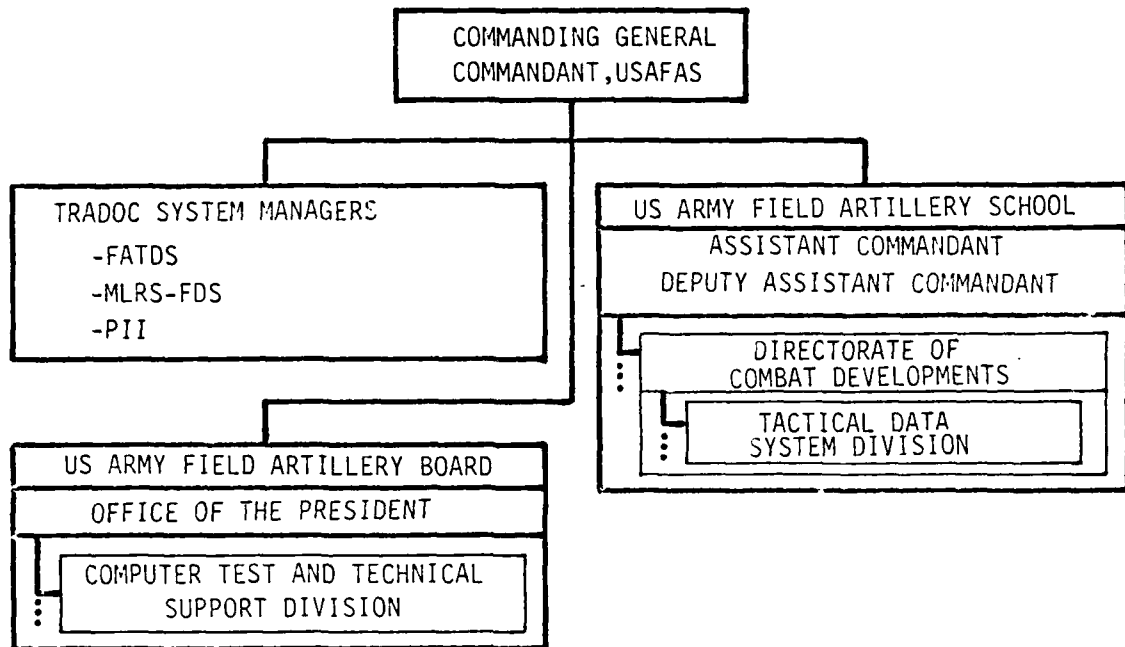 COMMANDING GENERAL
COMMANDANT,USAFAS
TRADOC SYSTEM MANAGERS
-FATDS
-MLRS-FDS
-PII
US ARMY FIELD ARTILLERY SCHOOL
ASSISTANT COMMANDANT
DEPUTY ASSISTANT COMMANDANT
DIRECTORATE OF
COMBAT DEVELOPMENTS
TACTICAL DATA
SYSTEM DIVISION
US ARMY FIELD ARTILLERY BOARD
OFFICE OF THE PRESIDENT
COMPUTER TEST AND TECHNICAL
SUPPORT DIVISION